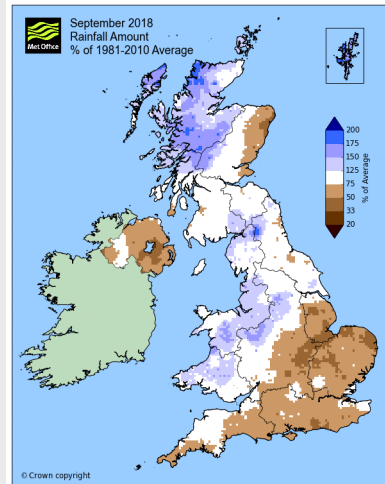 Met Office
September 2018
Rainfall Amount
% of 1981-2010 Average
200
175
150
125
75
50
33
20
% of Average
© Crown copyright